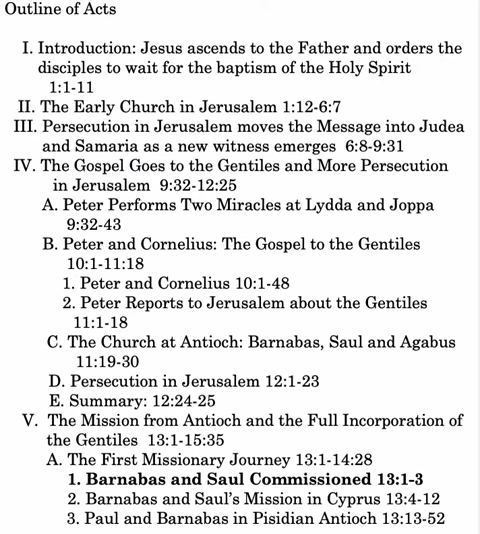 Outline of Acts
I. Introduction: Jesus ascends to the Father and orders the
disciples to wait for the baptism of the Holy Spirit
1:1-11
II. The Early Church in Jerusalem 1:12-6:7
III. Persecution in Jerusalem moves the Message into Judea
and Samaria as a new witness emerges 6:8-9:31
IV. The Gospel Goes to the Gentiles and More Persecution
in Jerusalem 9:32-12:25
A. Peter Performs Two Miracles at Lydda and Joppa
9:32-43
B. Peter and Cornelius: The Gospel to the Gentiles
10:1-11:18
1. Peter and Cornelius 10:1-48
2. Peter Reports to Jerusalem about the Gentiles
11:1-18
C. The Church at Antioch: Barnabas, Saul and Agabus
11:19-30
D. Persecution in Jerusalem 12:1-23
E. Summary: 12:24-25
V. The Mission from Antioch and the Full Incorporation of
the Gentiles 13:1-15:35
A. The First Missionary Journey 13:1-14:28
1. Barnabas and Saul Commissioned 13:1-3
2. Barnabas and Saul's Mission in Cyprus 13:4-12
3. Paul and Barnabas in Pisidian Antioch 13:13-52